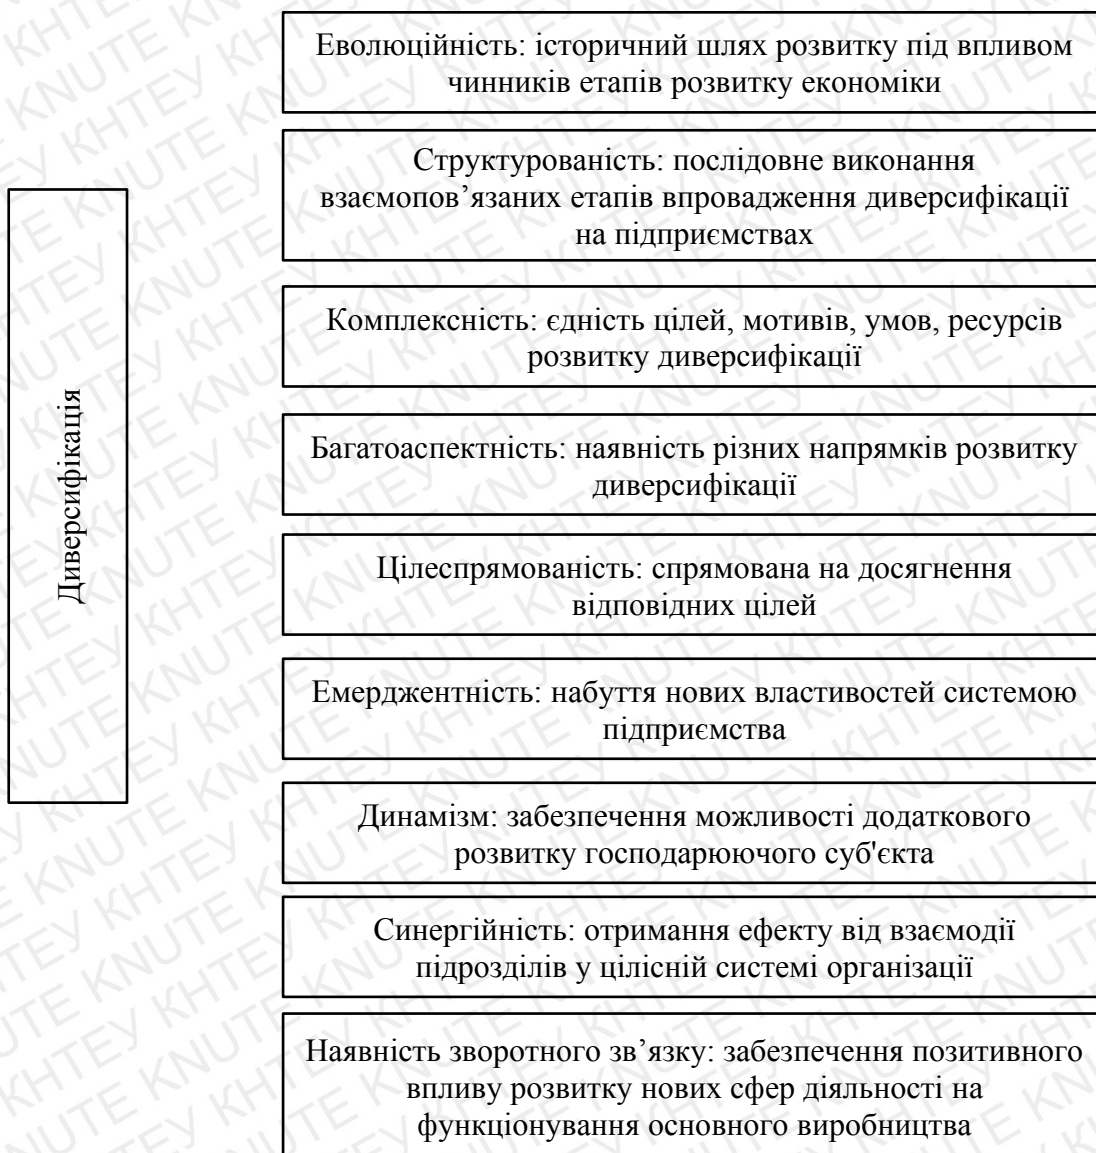 Еволюційність: історичний шлях розвитку під впливом
чинників етапів розвитку економіки
Структурованість: послідовне виконання
взаємопов’язаних етапів впровадження диверсифікації
на підприємствах
Комплексність: єдність цілей, мотивів, умов, ресурсів
розвитку диверсифікації
Багатоаспектність: наявність різних напрямків розвитку
диверсифікації
Диверсифікація
Цілеспрямованість: спрямована на досягнення
відповідних цілей
Емерджентність: набуття нових властивостей системою
підприємства
Динамізм: забезпечення можливості додаткового
розвитку господарюючого суб'єкта
Синергійність: отримання ефекту від взаємодії
підрозділів у цілісній системі організації
Наявність зворотного зв’язку: забезпечення позитивного
впливу розвитку нових сфер діяльності на
функціонування основного виробництва